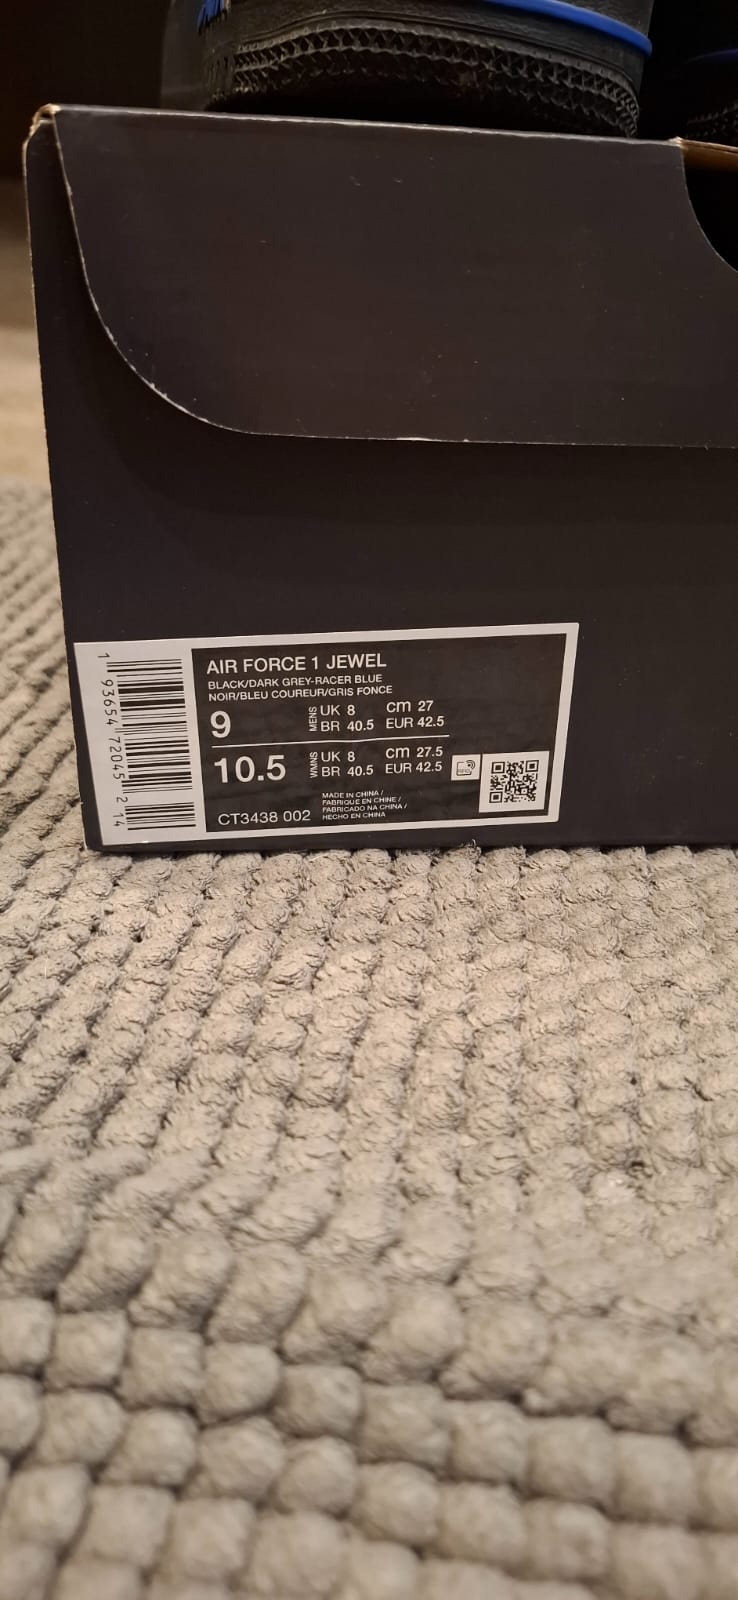 AIR FORCE 1 JEWEL
BLACK/DARK GREY-RACER BLUE
NOIR/BLEU COUREUR/GRIS FONCE
9 MENS UK 8 cm 27
BR 40.5 EUR 42.5
10.5 WMNS UK 8 cm 27.5
BR 40.5 EUR 42.5
MADE IN CHINA /
FABRIQUE EN CHINE /
FABRICADO NA CHINA /
HECHO EN CHINA
CT3438 002
1 93654 72045 2 14